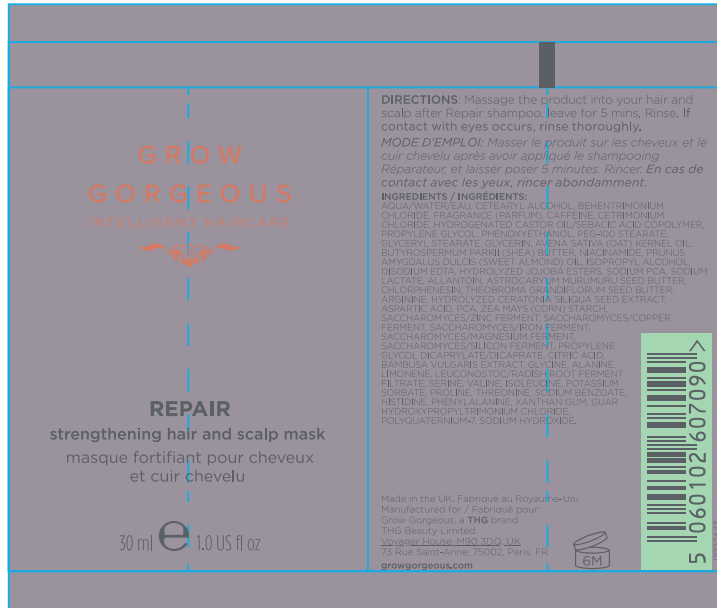 GROW
GORGEOUS
INTELLIGENT HAIRCARE
REPAIR
strengthening hair and scalp mask
masque fortifiant pour cheveux
et cuir chevelu
30 ml e 1.0 US fl oz
DIRECTIONS: Massage the product into your hair and
scalp after Repair shampoo, leave for 5 mins, Rinse, If
contact with eyes occurs, rinse thoroughly.
MODE D'EMPLOI: Masser le produit sur les cheveux et le
cuir chevelu après avoir appliqué le shampooing
Réparateur, et laisser poser 5 minutes. Rincer. En cas de
contact avec les yeux, rincer abondamment.
INGREDIENTS / INGRÉDIENTS:
AQUA/WATER/EAU, CETEARYL ALCOHOL, BEHENTRIMONIUM
CHLORIDE, FRAGRANCE (PARFUM), CAFFEINE, CETRIMONIUM
CHLORIDE, HYDROGENATED CASTOR OIL/SEBACIC ACID COPOLYMER,
PROPYLENE GLYCOL, PHENOXYETHANOL, PEG-100 STEARATE,
GLYCERYL STEARATE, GLYCERIN, AVENA SATIVA (OAT) KERNEL OIL,
BUTYROSPERMUM PARKII (SHEA) BUTTER, NIACINAMIDE, PRUNUS
AMYGDALUS DULCIS (SWEET ALMOND) OIL, ISOPROPYL ALCOHOL,
DISODIUM EDTA, HYDROLYZED JOJOBA ESTERS, SODIUM PCA, SODIUM
LACTATE, ALLANTOIN, ASTROCARYUM MURUMURU SEED BUTTER,
CHLORPHENESIN, THEOBROMA GRANDIFLORUM SEED BUTTER,
ARGININE, HYDROLYZED CERATONIA SILIQUA SEED EXTRACT,
ASPARTIC ACID, PCA, ZEA MAYS (CORN) STARCH,
SACCHAROMYCES/ZINC FERMENT, SACCHAROMYCES/COPPER
FERMENT, SACCHAROMYCES/IRON FERMENT,
SACCHAROMYCES/MAGNESIUM FERMENT,
SACCHAROMYCES/SILICON FERMENT, PROPYLENE
GLYCOL DICAPRYLATE/DICAPRATE, CITRIC ACID,
BAMBUSA VULGARIS EXTRACT, GLYCINE, ALANINE,
LIMONENE, LEUCONOSTOC/RADISH ROOT FERMENT
FILTRATE, SERINE, VALINE, ISOLEUCINE, POTASSIUM
SORBATE, PROLINE, THREONINE, SODIUM BENZOATE,
HISTIDINE, PHENYLALANINE, XANTHAN GUM, GUAR
HYDROXYPROPYLTRIMONIUM CHLORIDE,
POLYQUATERNIUM-7, SODIUM HYDROXIDE.
Made in the UK, Fabriqué au Royaume-Uni
Manufactured for / Fabriqué pour:
Grow Gorgeous, a THG brand
THG Beauty Limited
Voyager House, M90 3DQ, UK
73 Rue Saint-Anne, 75002, Paris, FR
growgorgeous.com
6M
5 060102 607090 >